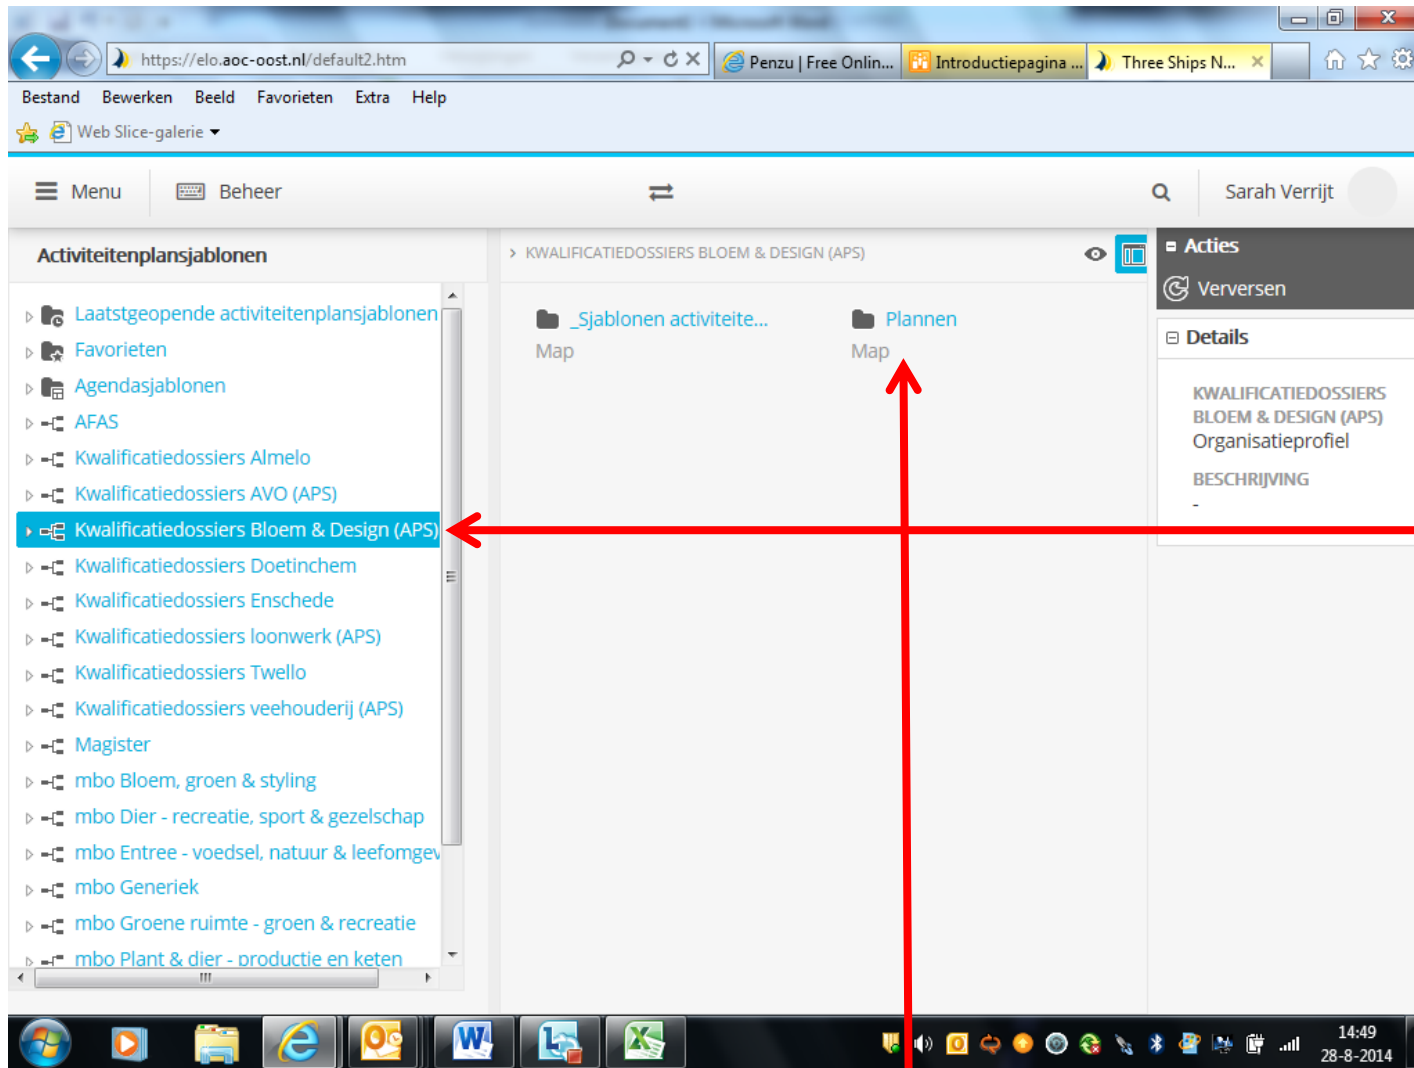 https://elo.aoc-oost.nl/default2.htm
Penzu | Free Onlin...
Introductiepagina ...
Three Ships N...
Bestand Bewerken Beeld Favorieten Extra Help
Web Slice-galerie
Menu
Beheer
Sarah Verrijt
Activiteitenplansjablonen
Laatstgeopende activiteitenplansjablonen
Favorieten
Agendasjablonen
AFAS
Kwalificatiedossiers Almelo
Kwalificatiedossiers AVO (APS)
Kwalificatiedossiers Bloem & Design (APS)
Kwalificatiedossiers Doetinchem
Kwalificatiedossiers Enschede
Kwalificatiedossiers loonwerk (APS)
Kwalificatiedossiers Twello
Kwalificatiedossiers veehouderij (APS)
Magister
mbo Bloem, groen & styling
mbo Dier - recreatie, sport & gezelschap
mbo Entree - voedsel, natuur & leefomgev
mbo Generiek
mbo Groene ruimte - groen & recreatie
mbo Plant & dier - productie en keten
> KWALIFICATIEDOSSIERS BLOEM & DESIGN (APS)
_Sjablonen activiteite...
Map
Plannen
Map
Acties
Verversen
Details
KWALIFICATIEDOSSIERS
BLOEM & DESIGN (APS)
Organisatieprofiel
BESCHRIJVING
-
14:49
28-8-2014